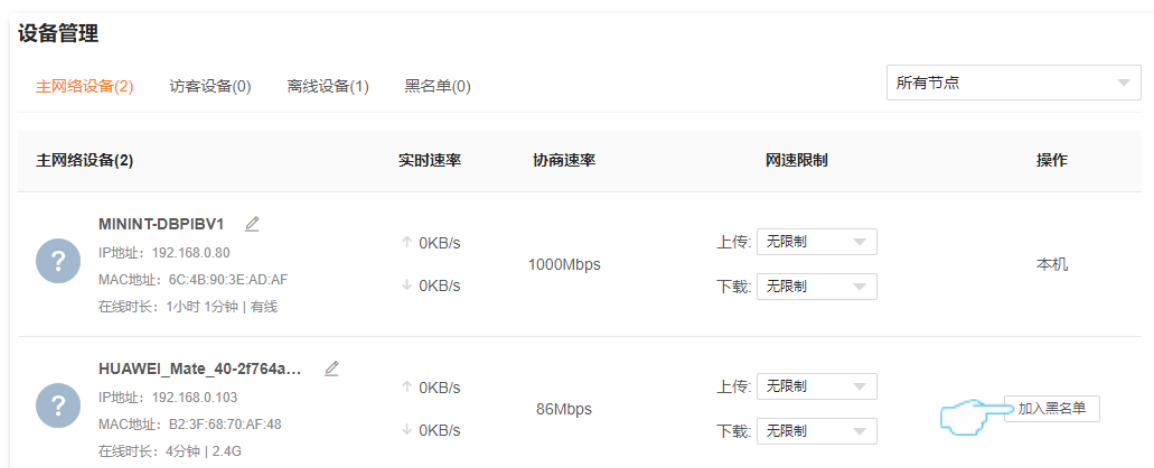 设备管理
主网络设备(2) 访客设备(0) 离线设备(1) 黑名单(0) 所有节点
主网络设备(2) 实时速率 协商速率 网速限制 操作
MININT-DBPIBV1
IP地址：192.168.0.80
MAC地址：6C:4B:90:3E:AD:AF
在线时长：1小时 1分钟 | 有线
↑ 0KB/s
↓ 0KB/s
1000Mbps
上传: 无限制
下载: 无限制
本机
HUAWEI_Mate_40-2f764a...
IP地址：192.168.0.103
MAC地址：B2:3F:68:70:AF:48
在线时长：4分钟 | 2.4G
↑ 0KB/s
↓ 0KB/s
86Mbps
上传: 无限制
下载: 无限制
加入黑名单